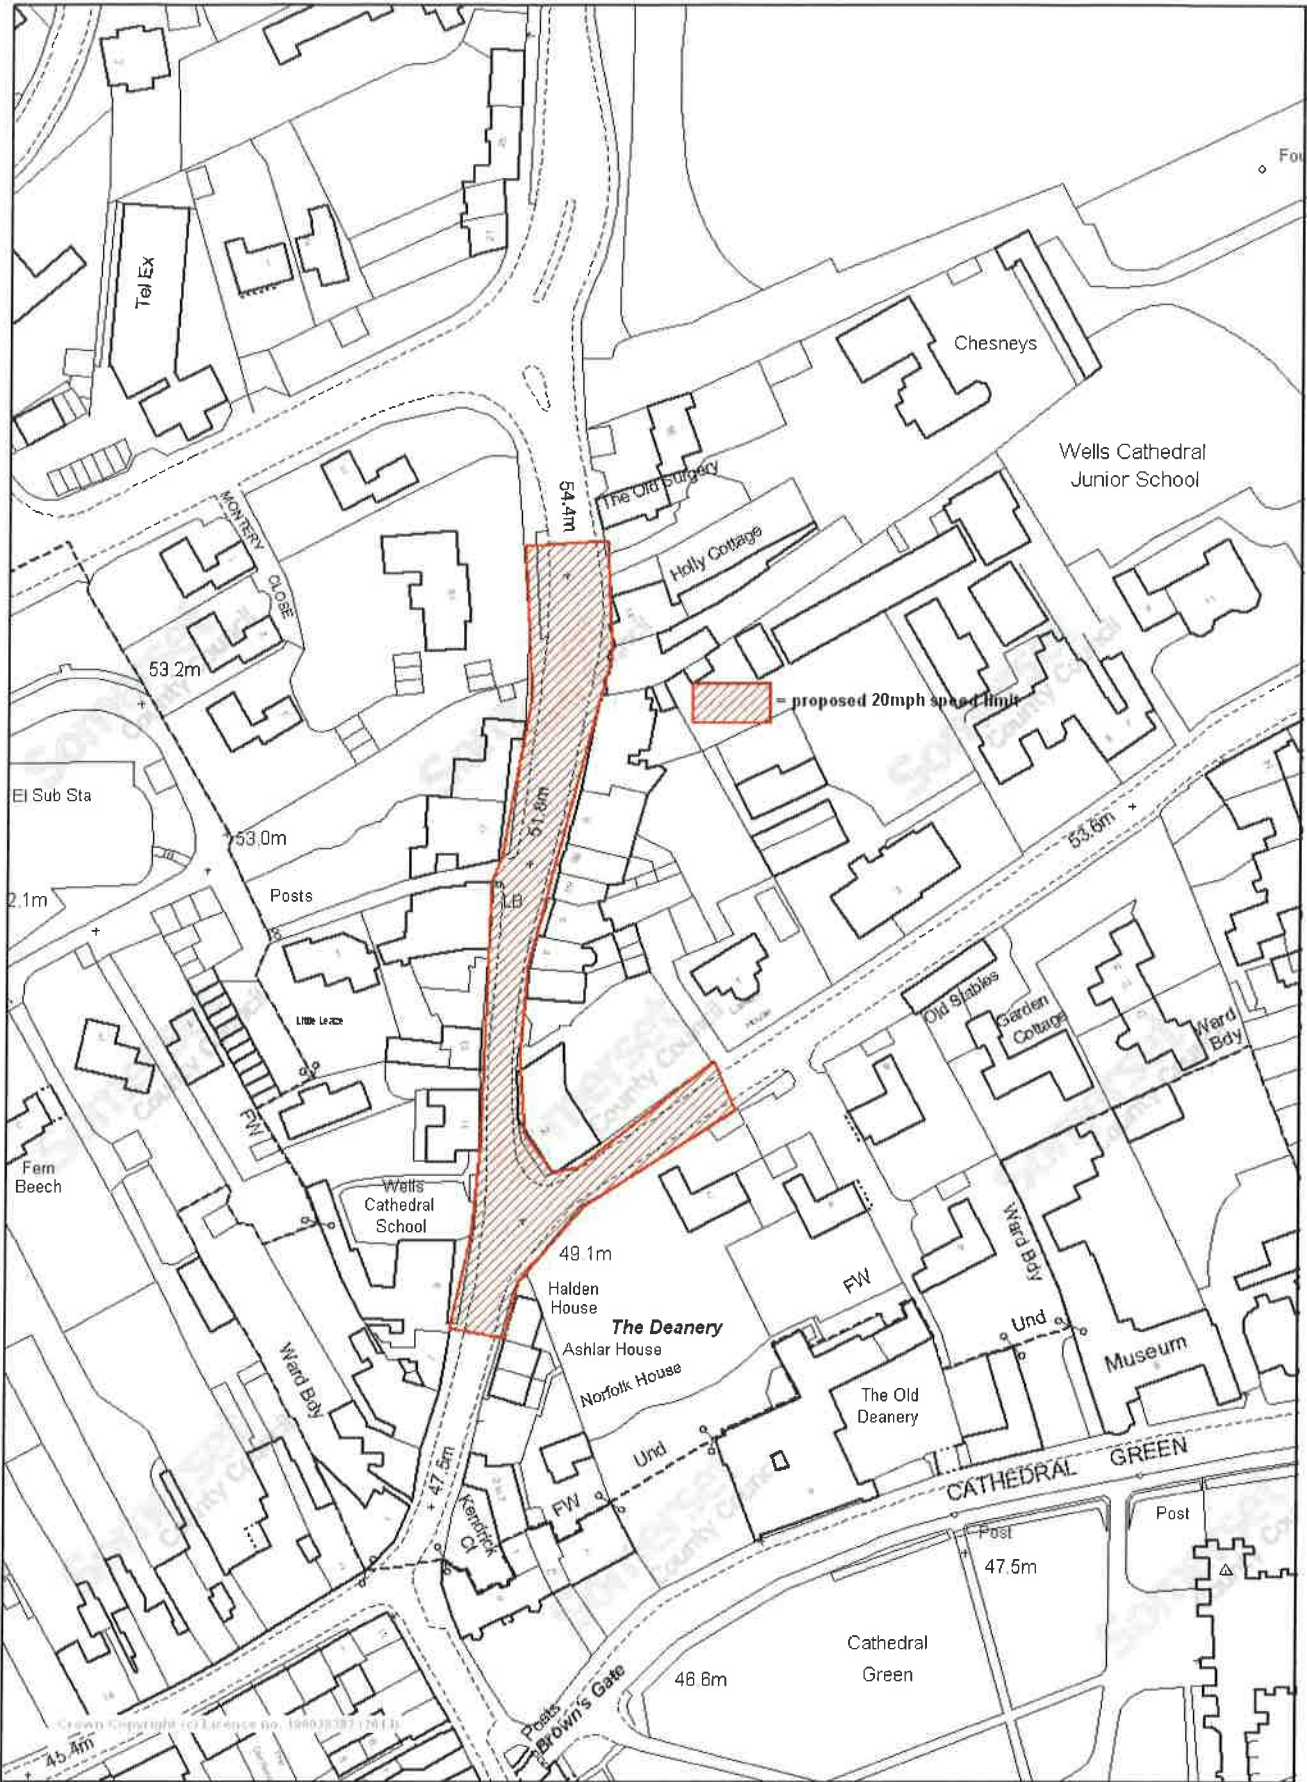 Fou
Tel Ex
Chesneys
Wells Cathedral
Junior School
The Old Surgery
54.4m
MONTERY
CLOSE
Holly Cottage
53.2m
= proposed 20mph speed limit
El Sub Sta
51.8m
53.6m
53.0m
2.1m
Posts
LB
Old Stables
Garden
Cottage
Little Leaze
Ward
Bdy
FW
Fern
Beech
Wells
Cathedral
School
49.1m
Ward Bdy
Halden
House
FW
The Deanery
Und
Ashlar House
Museum
Norfolk House
Ward Bdy
The Old
Deanery
Und
47.6m
CATHEDRAL GREEN
Kendrick
Ct
FW
Post
Post
47.5m
Cathedral
Green
46.6m
Posts
Brown's Gate
45.4m
Somerset
County Council